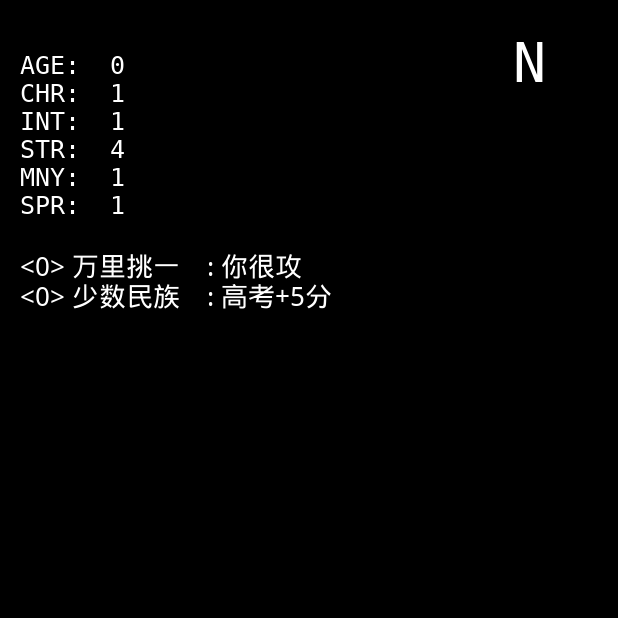 N
AGE: 0
CHR: 1
INT: 1
STR: 4
MNY: 1
SPR: 1
<O> 万里挑一 : 你很攻
<O> 少数民族 : 高考+5分